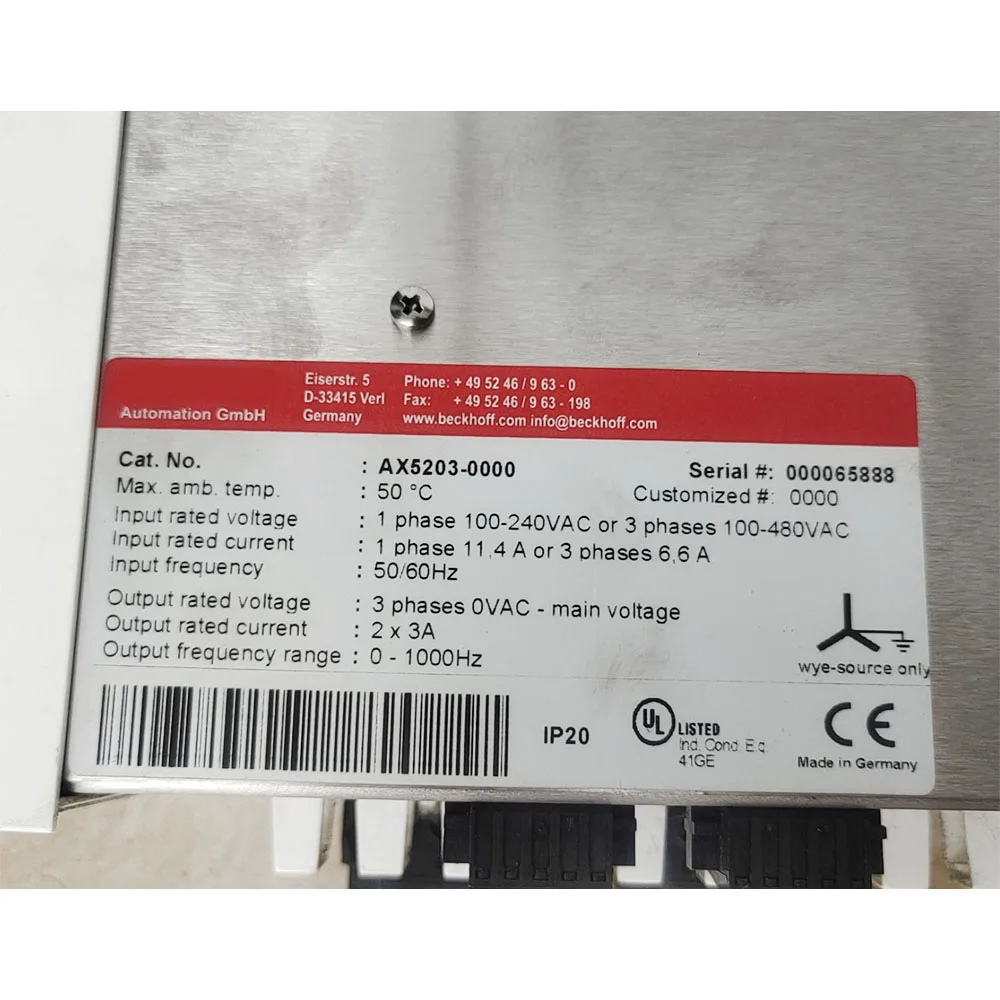 Automation GmbH
Eiserstr. 5
D-33415 Verl
Germany
Phone: + 49 52 46 / 9 63 - 0
Fax: + 49 52 46 / 9 63 - 198
www.beckhoff.com info@beckhoff.com
Cat. No. : AX5203-0000 Serial #: 000065888
Max. amb. temp. : 50 °C Customized #: 0000
Input rated voltage : 1 phase 100-240VAC or 3 phases 100-480VAC
Input rated current : 1 phase 11,4 A or 3 phases 6,6 A
Input frequency : 50/60Hz
Output rated voltage : 3 phases 0VAC - main voltage
Output rated current : 2 x 3A
Output frequency range : 0 - 1000Hz
wye-source only
IP20
UL LISTED
Ind. Cond. Eq.
41GE
CE
Made in Germany